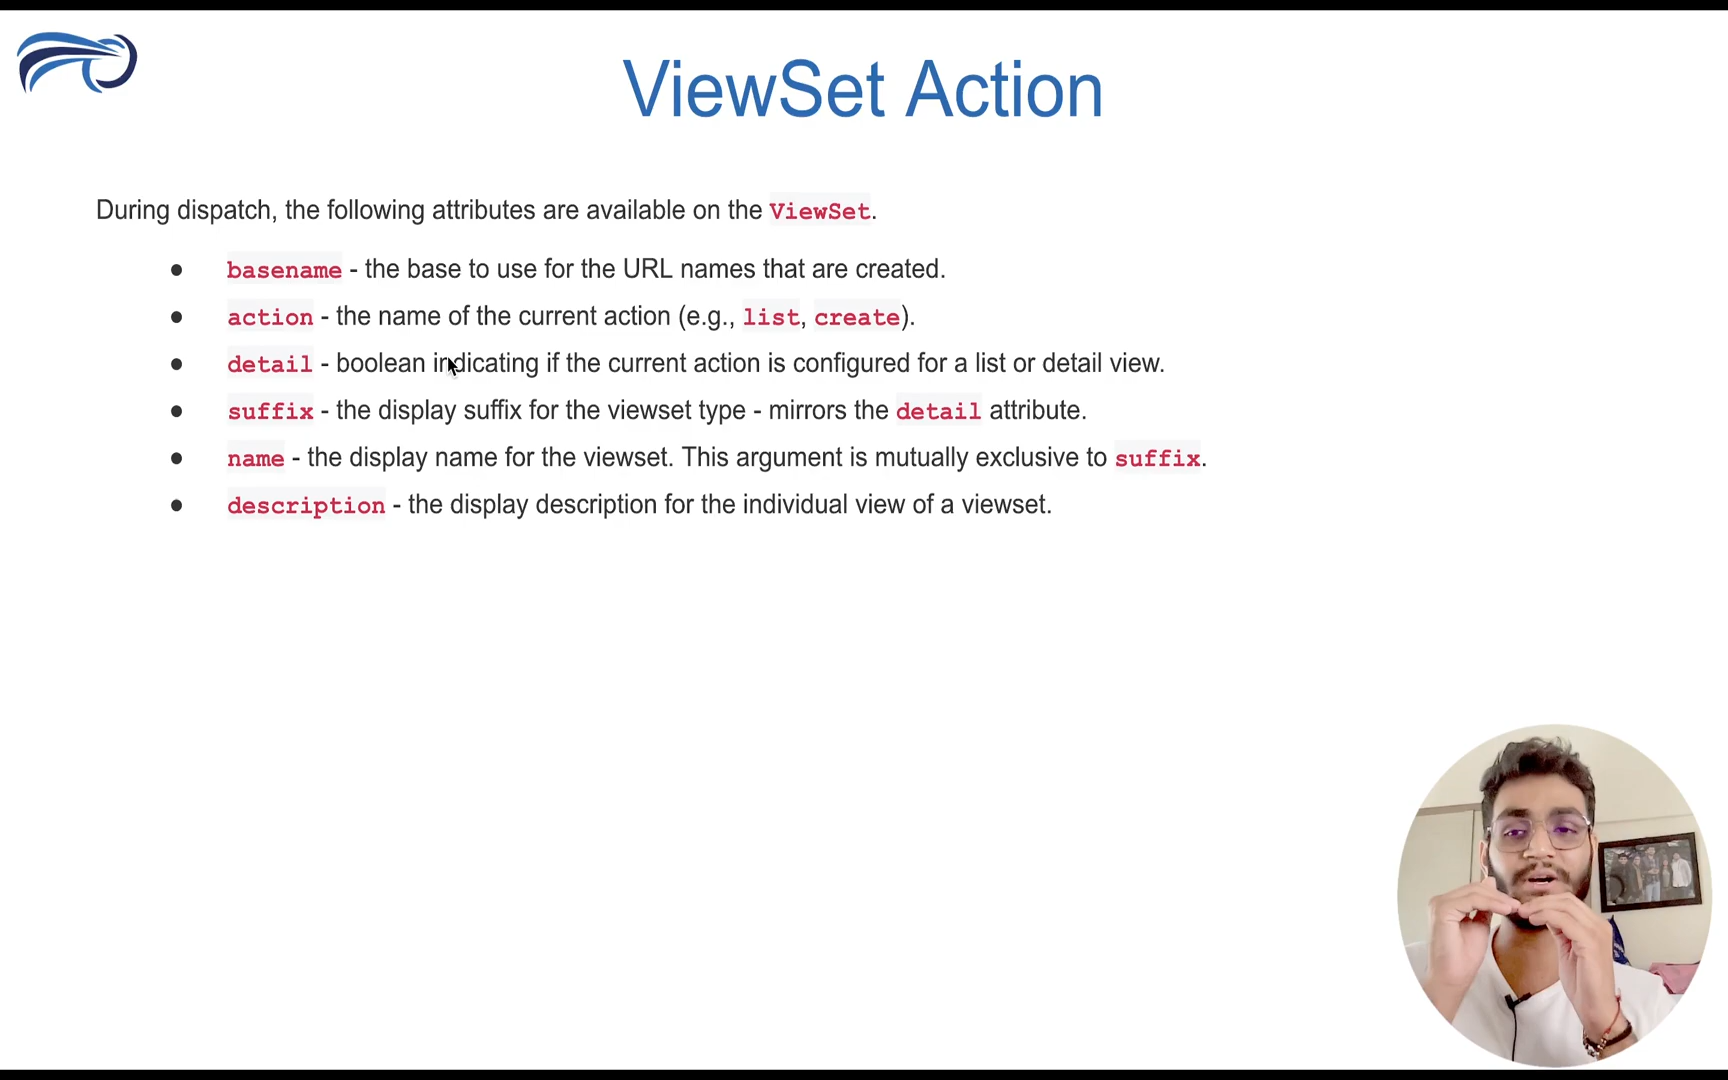 ViewSet Action
During dispatch, the following attributes are available on the ViewSet.
● basename - the base to use for the URL names that are created.
● action - the name of the current action (e.g., list, create).
● detail - boolean indicating if the current action is configured for a list or detail view.
● suffix - the display suffix for the viewset type - mirrors the detail attribute.
● name - the display name for the viewset. This argument is mutually exclusive to suffix.
● description - the display description for the individual view of a viewset.